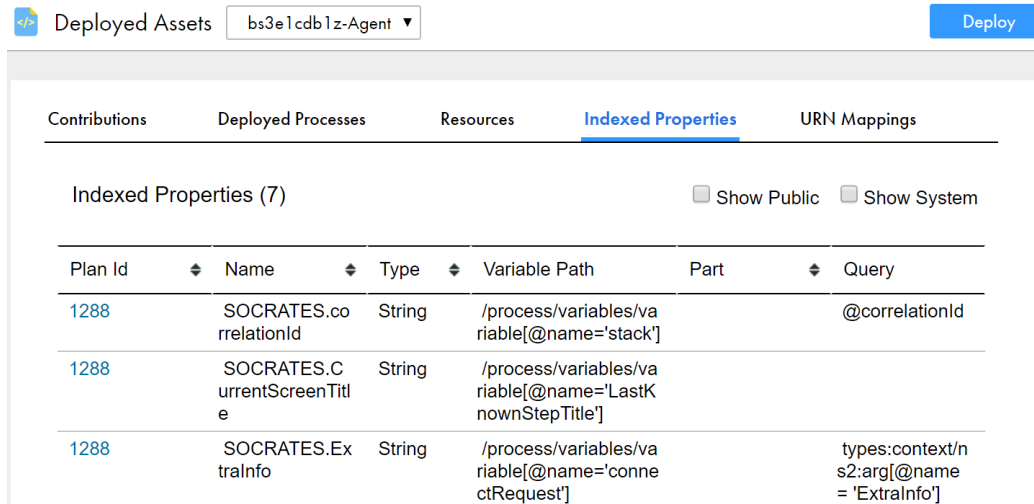 Deployed Assets bs3e1cdb1z-Agent Deploy
Contributions Deployed Processes Resources Indexed Properties URN Mappings
Indexed Properties (7) Show Public Show System
Plan Id Name Type Variable Path Part Query
1288 SOCRATES.co String /process/variables/va @correlationId
rrelationId riable[@name='stack']
1288 SOCRATES.C String /process/variables/va
urrentScreenTitl riable[@name='LastK
e nownStepTitle']
1288 SOCRATES.Ex String /process/variables/va types:context/n
traInfo riable[@name='conne s2:arg[@name
ctRequest'] = 'ExtraInfo']